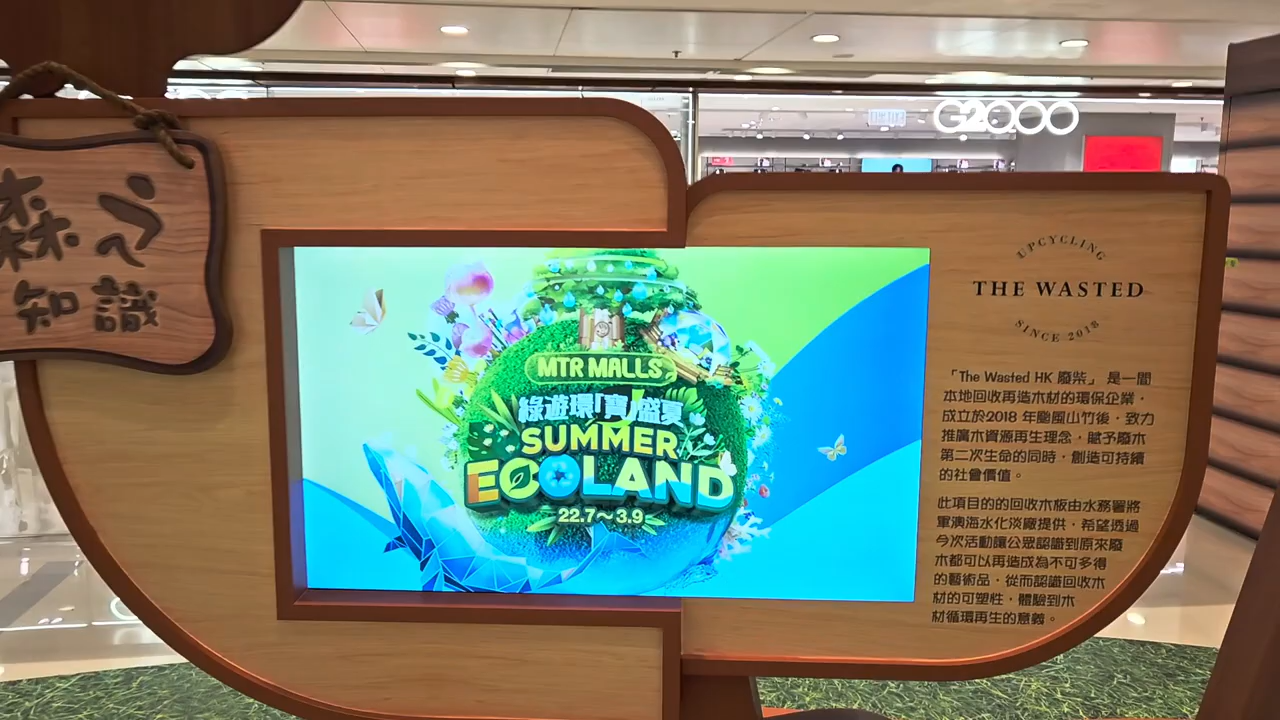 G2000
森心
知識
UPCYCLING
THE WASTED
SINCE 2018
MTR MALLS
綠遊環「寶」盛夏
SUMMER
ECOLAND
22.7～3.9
「The Wasted HK 廢柴」 是一間
本地回收再造木材的環保企業，
成立於2018 年颱風山竹後，致力
推廣木資源再生理念，賦予廢木
第二次生命的同時，創造可持續
的社會價值。
此項目的的回收木板由水務署將
軍澳海水化淡廠提供，希望透過
今次活動讓公眾認識到原來廢
木都可以再造成為不可多得
的藝術品，從而認識回收木
材的可塑性，體驗到木
材循環再生的意義。